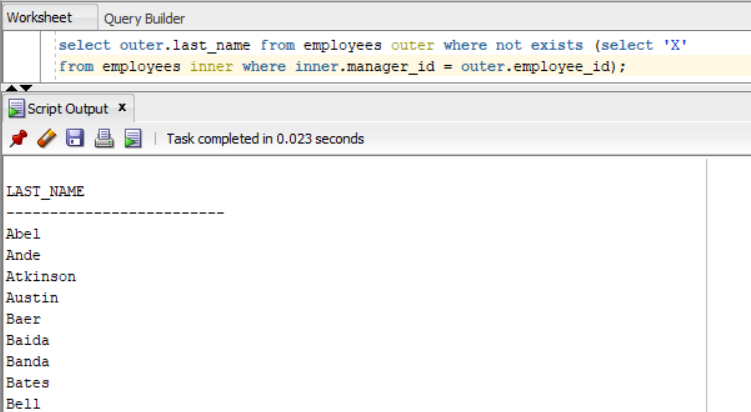 Worksheet Query Builder
select outer.last_name from employees outer where not exists (select 'X'
from employees inner where inner.manager_id = outer.employee_id);
Script Output x
Task completed in 0.023 seconds
LAST_NAME
-------------------------
Abel
Ande
Atkinson
Austin
Baer
Baida
Banda
Bates
Bell